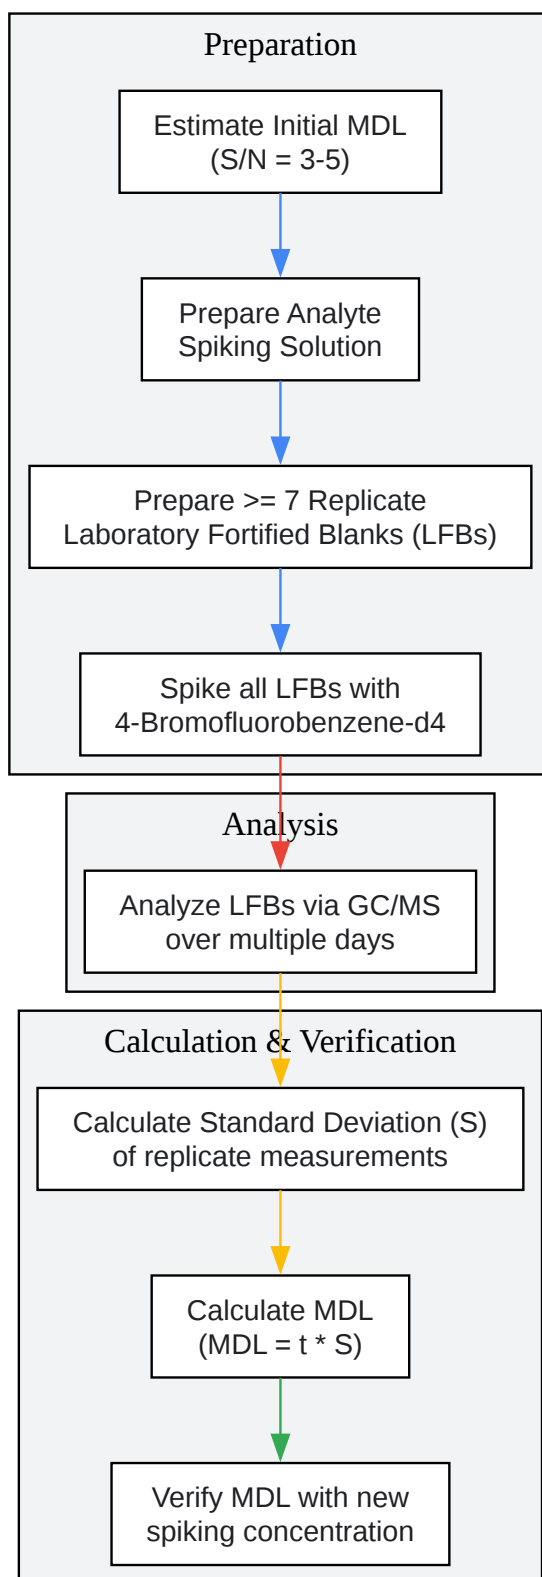 Preparation
Estimate Initial MDL
(S/N = 3-5)
Prepare Analyte
Spiking Solution
Prepare >= 7 Replicate
Laboratory Fortified Blanks (LFBs)
Spike all LFBs with
4-Bromofluorobenzene-d4
Analysis
Analyze LFBs via GC/MS
over multiple days
Calculation & Verification
Calculate Standard Deviation (S)
of replicate measurements
Calculate MDL
(MDL = t * S)
Verify MDL with new
spiking concentration